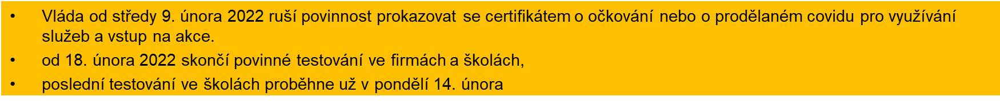 • Vláda od středy 9. února 2022 ruší povinnost prokazovat se certifikátem o očkování nebo o prodělaném covidu pro využívání
služeb a vstup na akce.
• od 18. února 2022 skončí povinné testování ve firmách a školách,
• poslední testování ve školách proběhne už v pondělí 14. února